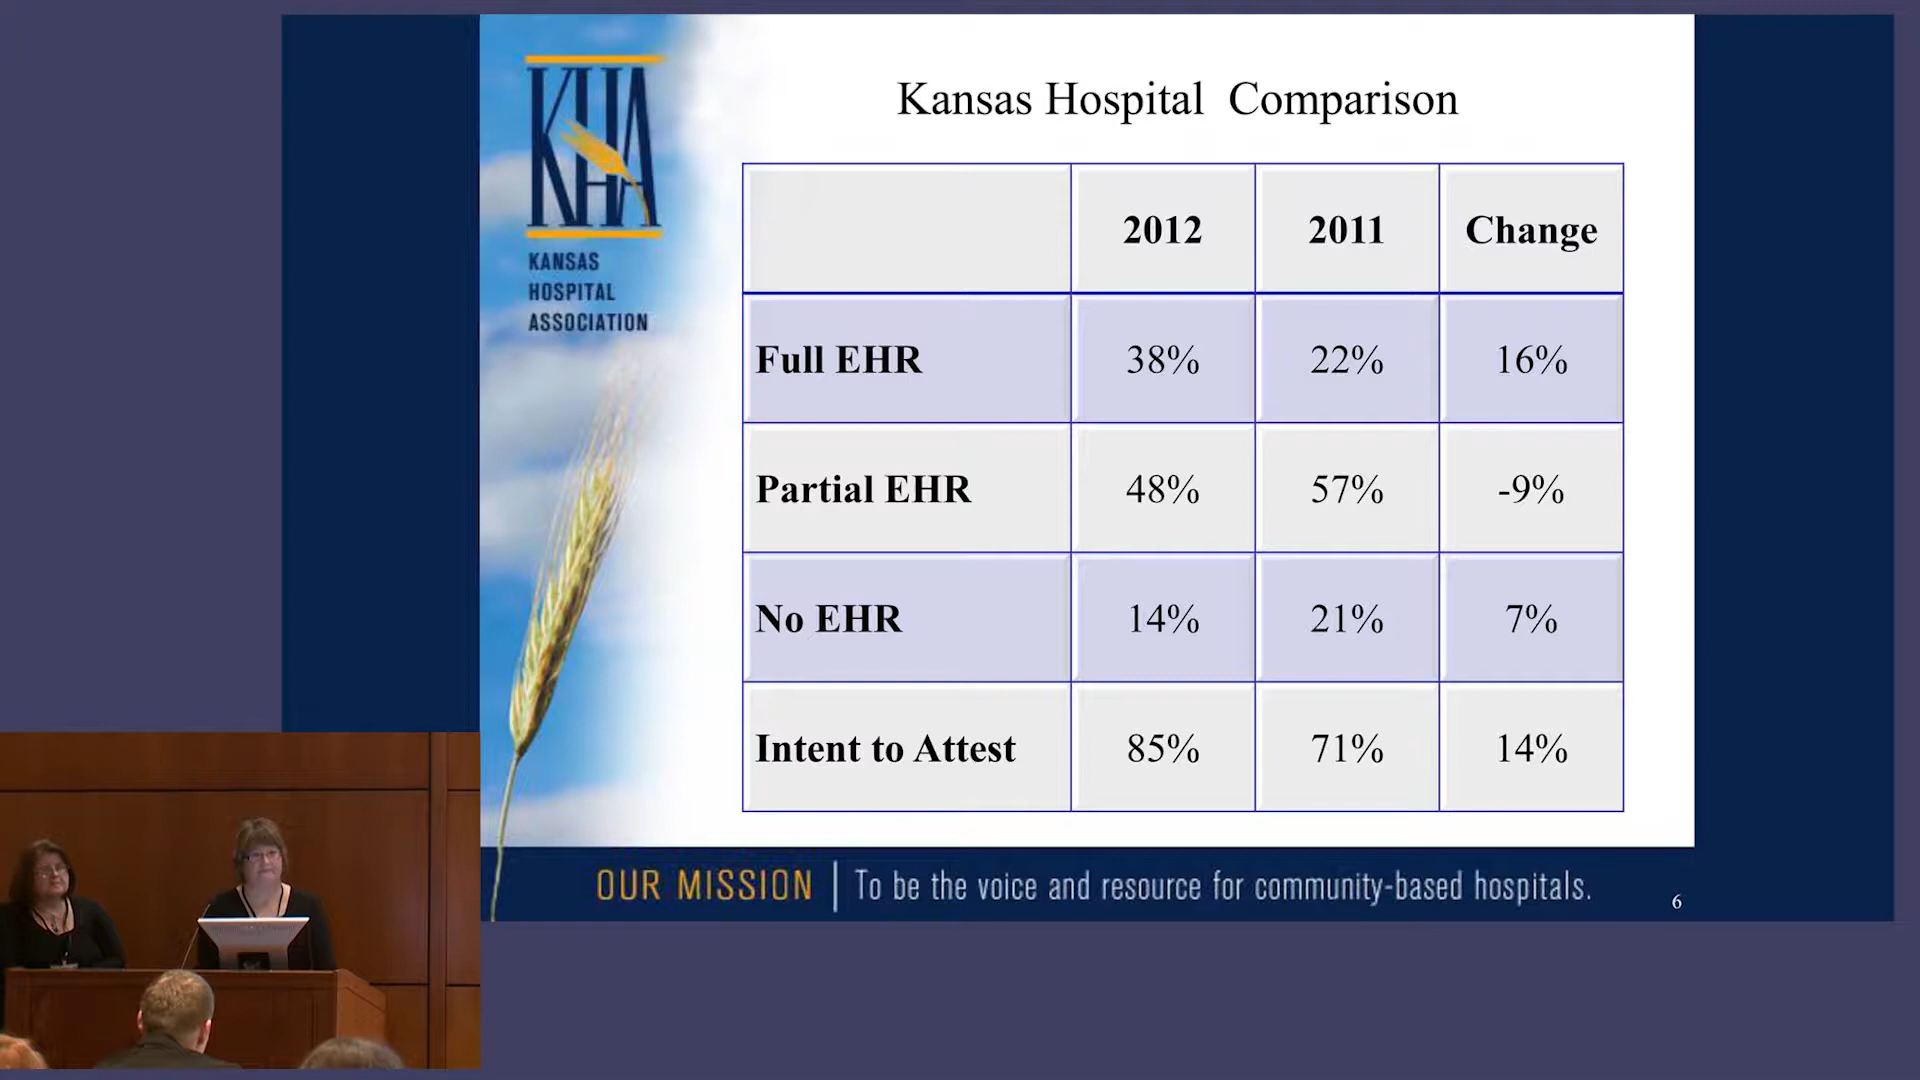 KHA
KANSAS
HOSPITAL
ASSOCIATION
Kansas Hospital Comparison
2012 2011 Change
Full EHR 38% 22% 16%
Partial EHR 48% 57% -9%
No EHR 14% 21% 7%
Intent to Attest 85% 71% 14%
OUR MISSION | To be the voice and resource for community-based hospitals.
6